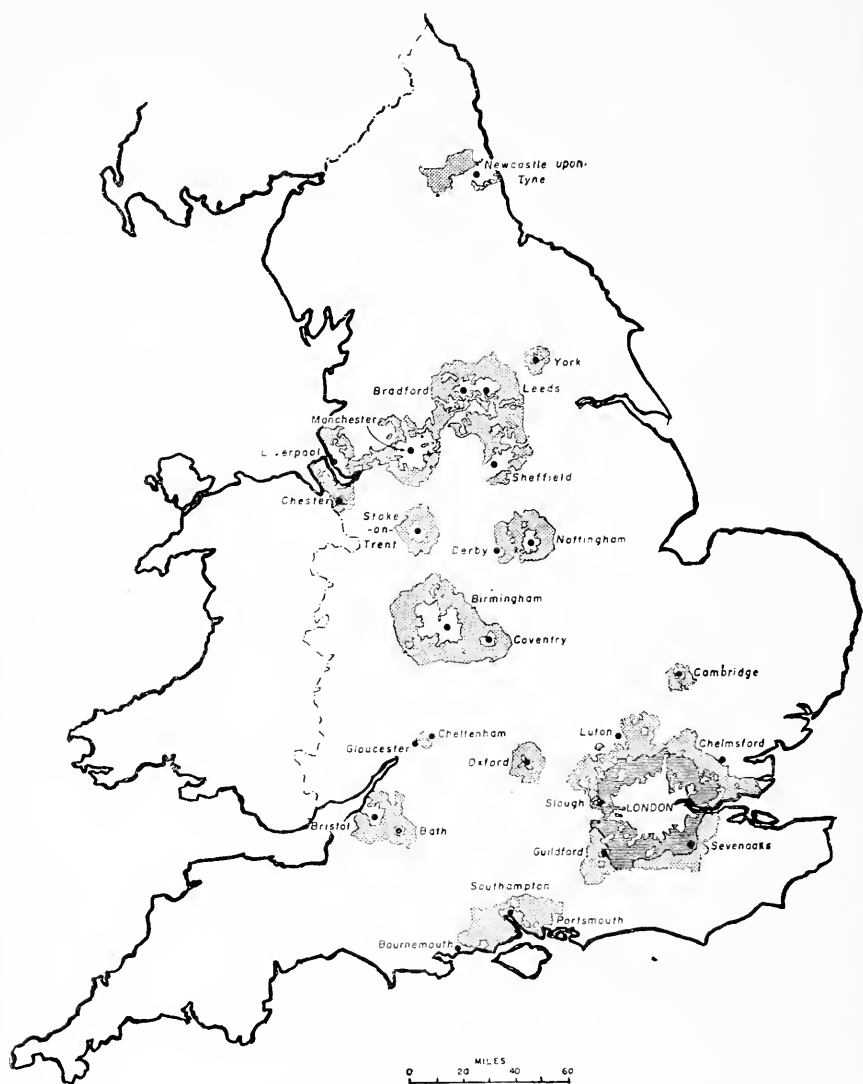 Newcastle upon-
Tyne
York
Bradford
Leeds
Manchester
L verpool
Sheffield
Chester
Stoke
-on-
Trent
Derby
Nottingham
Birmingham
Coventry
Cambridge
Cheltenham
Gloucester
Luton
Chelmsford
Oxford
Slough
LONDON
Bristol
Bath
Guildford
Sevenoaks
Southampton
Portsmouth
Bournemouth
MILES
0 20 40 60